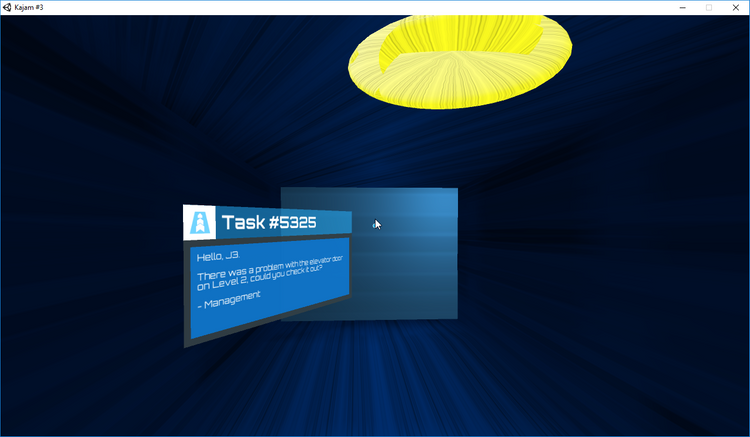 Kajam #3
Task #5325
Hello, J3.
There was a problem with the elevator door
on Level 2, could you check it out?
- Management